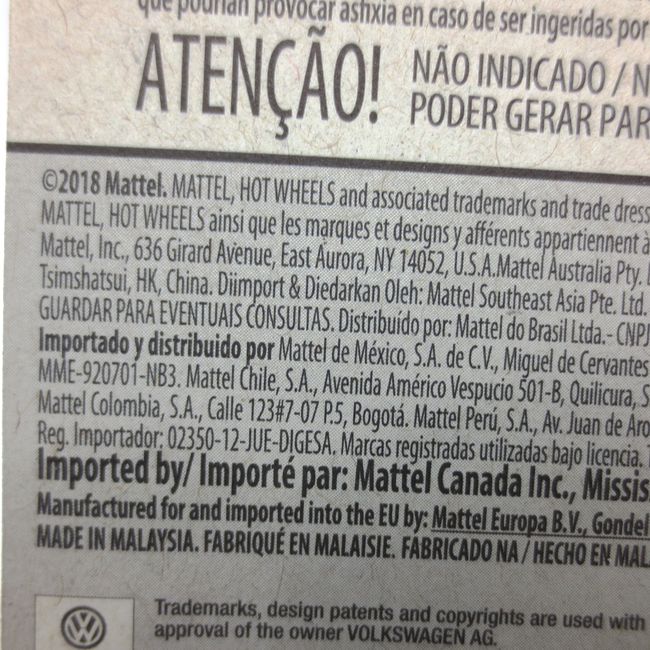 que podrían provocar asfixia en caso de ser ingeridas por
ATENÇÃO!
NÃO INDICADO / N
PODER GERAR PAR
©2018 Mattel. MATTEL, HOT WHEELS and associated trademarks and trade dress
MATTEL, HOT WHEELS ainsi que les marques et designs y afférents appartiennent à
Mattel, Inc., 636 Girard Avenue, East Aurora, NY 14052, U.S.A.Mattel Australia Pty.
Tsimshatsui, HK, China. Diimport & Diedarkan Oleh: Mattel Southeast Asia Pte. Ltd.
GUARDAR PARA EVENTUAIS CONSULTAS. Distribuído por: Mattel do Brasil Ltda.- CNPJ
Importado y distribuido por Mattel de México, S.A. de C.V., Miguel de Cervantes
MME-920701-NB3. Mattel Chile, S.A., Avenida Américo Vespucio 501-B, Quilicura, S
Mattel Colombia, S.A., Calle 123#7-07 P.5, Bogotá. Mattel Perú, S.A., Av. Juan de Aro
Reg. Importador: 02350-12-JUE-DIGESA. Marcas registradas utilizadas bajo licencia.
Imported by/ Importé par: Mattel Canada Inc., Missis
Manufactured for and imported into the EU by: Mattel Europa B.V., Gondel
MADE IN MALAYSIA. FABRIQUÉ EN MALAISIE. FABRICADO NA / HECHO EN MAL
Trademarks, design patents and copyrights are used with
approval of the owner VOLKSWAGEN AG.